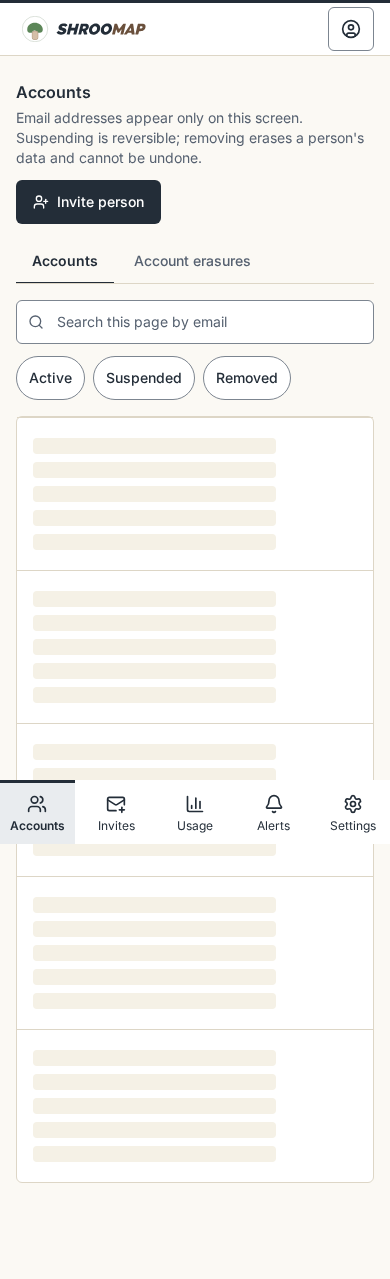 SHROOMAP
Accounts
Email addresses appear only on this screen.
Suspending is reversible; removing erases a person's
data and cannot be undone.
Invite person
Accounts Account erasures
Search this page by email
Active Suspended Removed
Accounts Invites Usage Alerts Settings